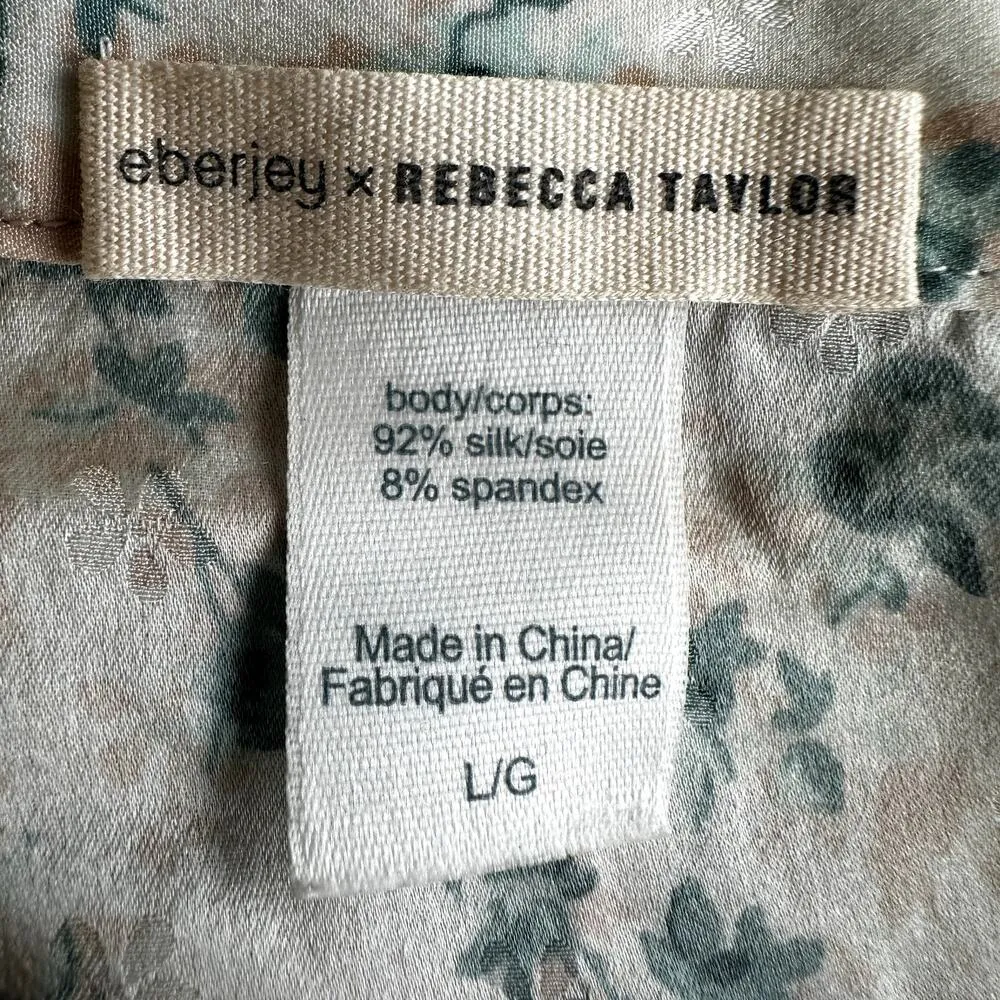 eberjey x REBECCA TAYLOR
body/corps:
92% silk/soie
8% spandex
Made in China/
Fabriqué en Chine
L/G